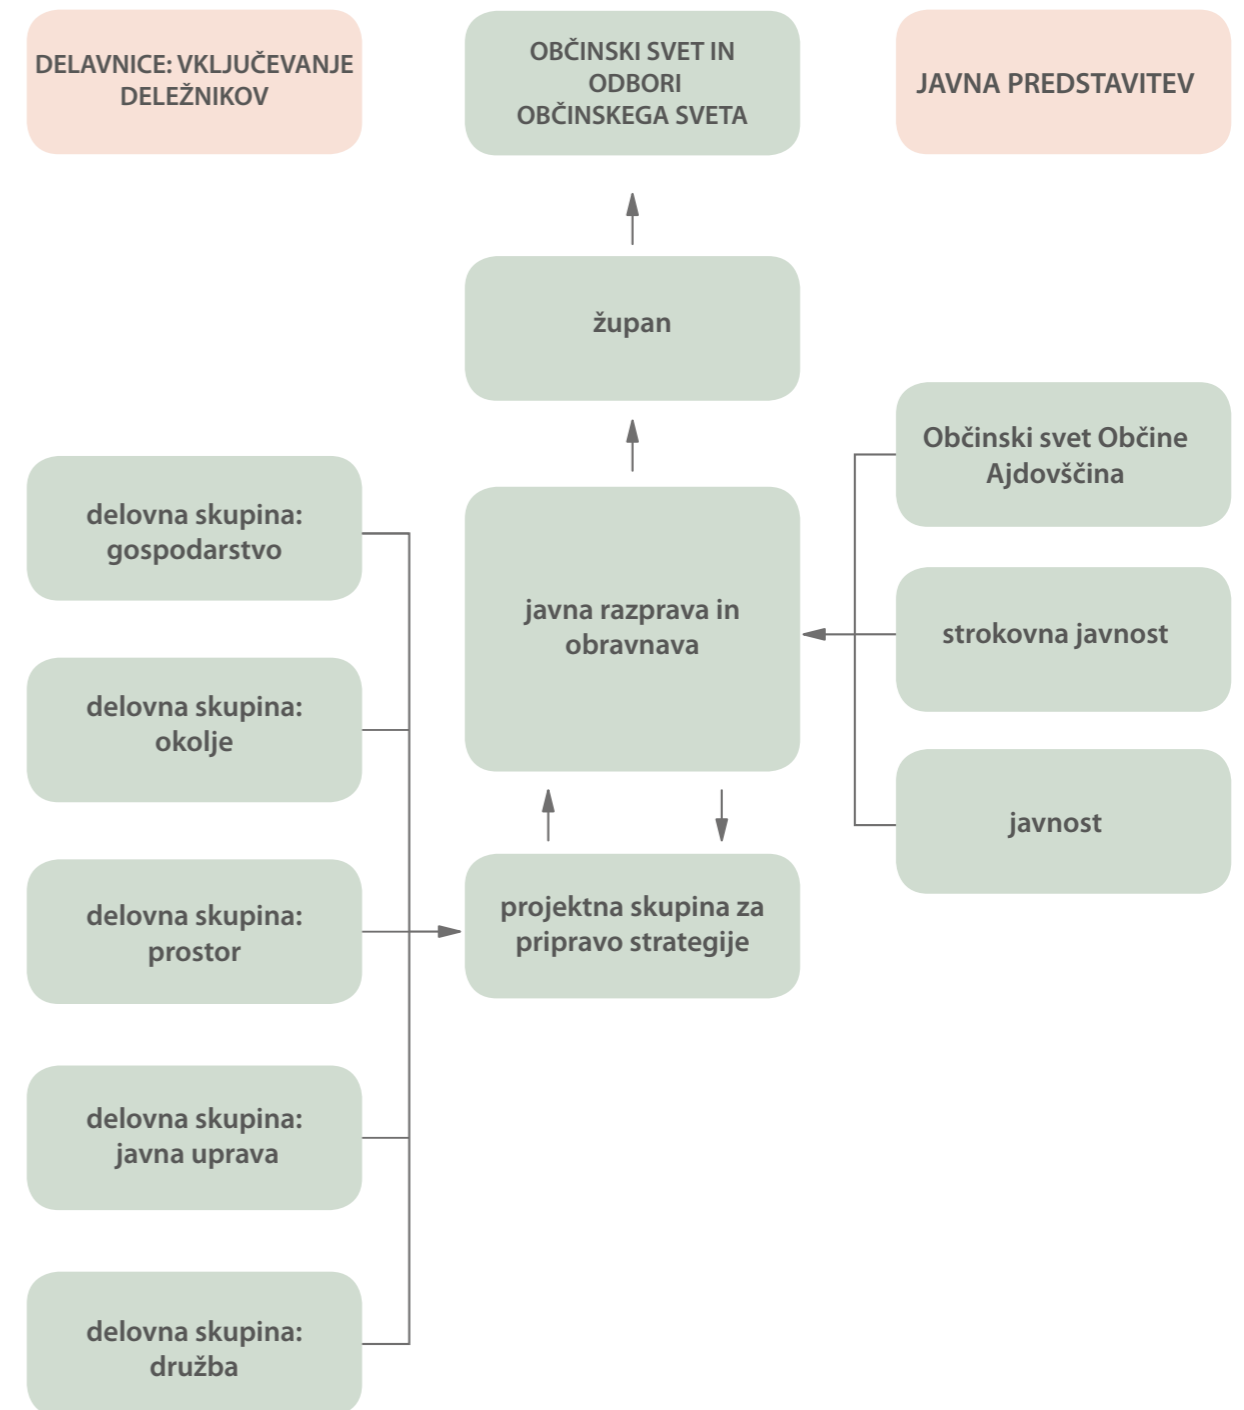 DELAVNICE: VKLJUČEVANJE
DELEŽNIKOV
OBČINSKI SVET IN
ODBORI
OBČINSKEGA SVETA
JAVNA PREDSTAVITEV
župan
Občinski svet Občine
Ajdovščina
delovna skupina:
gospodarstvo
javna razprava in
obravnava
strokovna javnost
delovna skupina:
okolje
javnost
delovna skupina:
prostor
projektna skupina za
pripravo strategije
delovna skupina:
javna uprava
delovna skupina:
družba